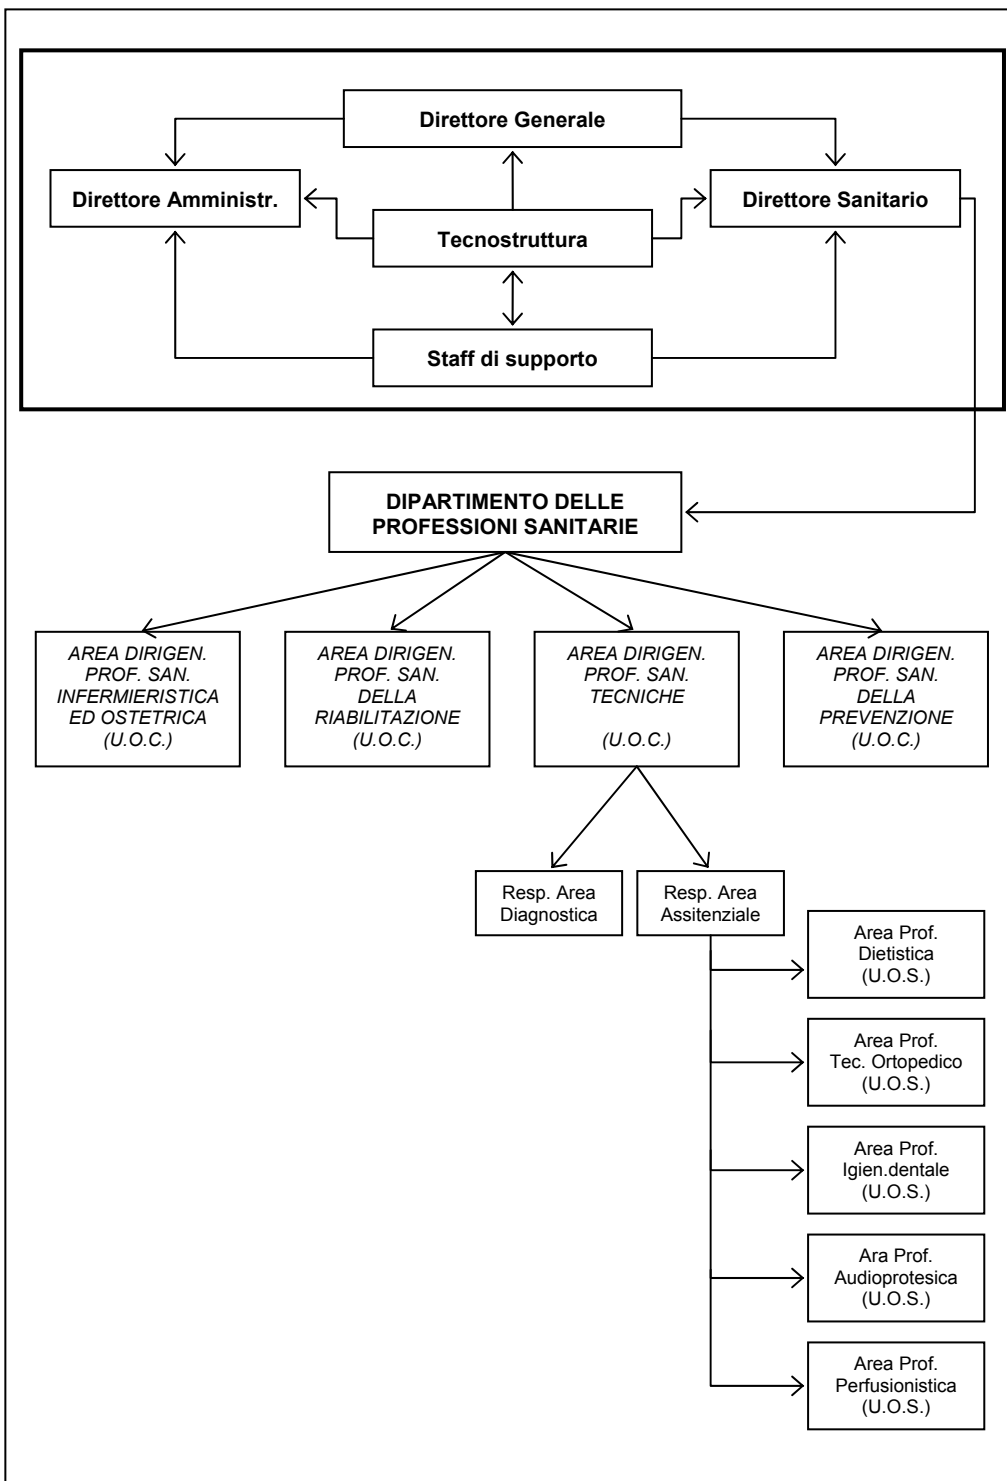 Direttore Generale
Direttore Amministr.
Direttore Sanitario
Tecnostruttura
Staff di supporto
DIPARTIMENTO DELLE
PROFESSIONI SANITARIE
AREA DIRIGEN.
PROF. SAN.
INFERMIERISTICA
ED OSTETRICA
(U.O.C.)
AREA DIRIGEN.
PROF. SAN.
DELLA
RIABILITAZIONE
(U.O.C.)
AREA DIRIGEN.
PROF. SAN.
TECNICHE
(U.O.C.)
AREA DIRIGEN.
PROF. SAN.
DELLA
PREVENZIONE
(U.O.C.)
Resp. Area
Diagnostica
Resp. Area
Assitenziale
Area Prof.
Dietistica
(U.O.S.)
Area Prof.
Tec. Ortopedico
(U.O.S.)
Area Prof.
Igien.dentale
(U.O.S.)
Ara Prof.
Audioprotesica
(U.O.S.)
Area Prof.
Perfusionistica
(U.O.S.)